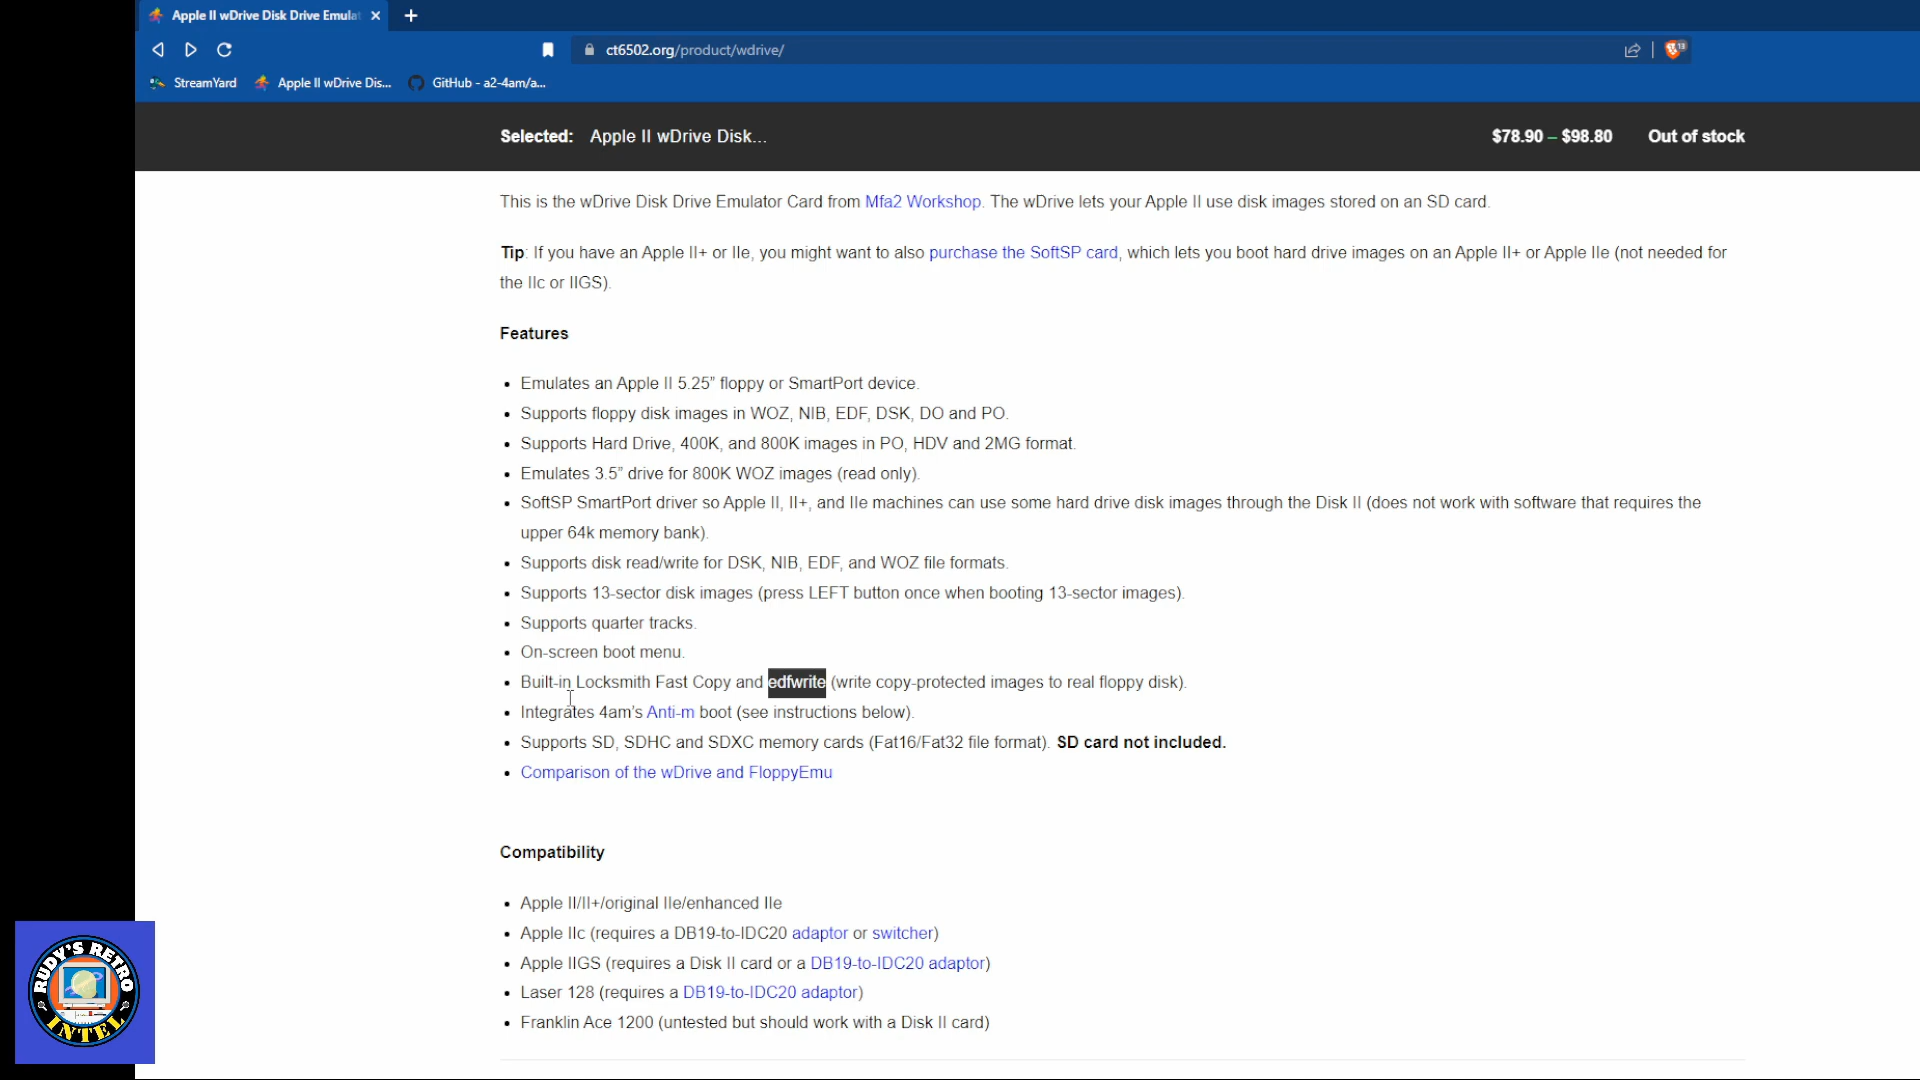 Apple II wDrive Disk Drive Emula
ct6502.org/product/wdrive/
13
StreamYard
Apple II wDrive Dis...
GitHub - a2-4am/a...
Selected: Apple II wDrive Disk... $78.90 – $98.80 Out of stock
This is the wDrive Disk Drive Emulator Card from Mfa2 Workshop. The wDrive lets your Apple II use disk images stored on an SD card.
Tip: If you have an Apple II+ or IIe, you might want to also purchase the SoftSP card, which lets you boot hard drive images on an Apple II+ or Apple IIe (not needed for
the IIc or IIGS).
Features
• Emulates an Apple II 5.25” floppy or SmartPort device.
• Supports floppy disk images in WOZ, NIB, EDF, DSK, DO and PO.
• Supports Hard Drive, 400K, and 800K images in PO, HDV and 2MG format.
• Emulates 3.5” drive for 800K WOZ images (read only).
• SoftSP SmartPort driver so Apple II, II+, and IIe machines can use some hard drive disk images through the Disk II (does not work with software that requires the
upper 64k memory bank).
• Supports disk read/write for DSK, NIB, EDF, and WOZ file formats.
• Supports 13-sector disk images (press LEFT button once when booting 13-sector images).
• Supports quarter tracks.
• On-screen boot menu.
• Built-in Locksmith Fast Copy and edfwrite (write copy-protected images to real floppy disk).
• Integrates 4am’s Anti-m boot (see instructions below).
• Supports SD, SDHC and SDXC memory cards (Fat16/Fat32 file format). SD card not included.
• Comparison of the wDrive and FloppyEmu
Compatibility
• Apple II/II+/original IIe/enhanced IIe
• Apple IIc (requires a DB19-to-IDC20 adaptor or switcher)
• Apple IIGS (requires a Disk II card or a DB19-to-IDC20 adaptor)
• Laser 128 (requires a DB19-to-IDC20 adaptor)
• Franklin Ace 1200 (untested but should work with a Disk II card)
RUDY'S RETRO
INTEL